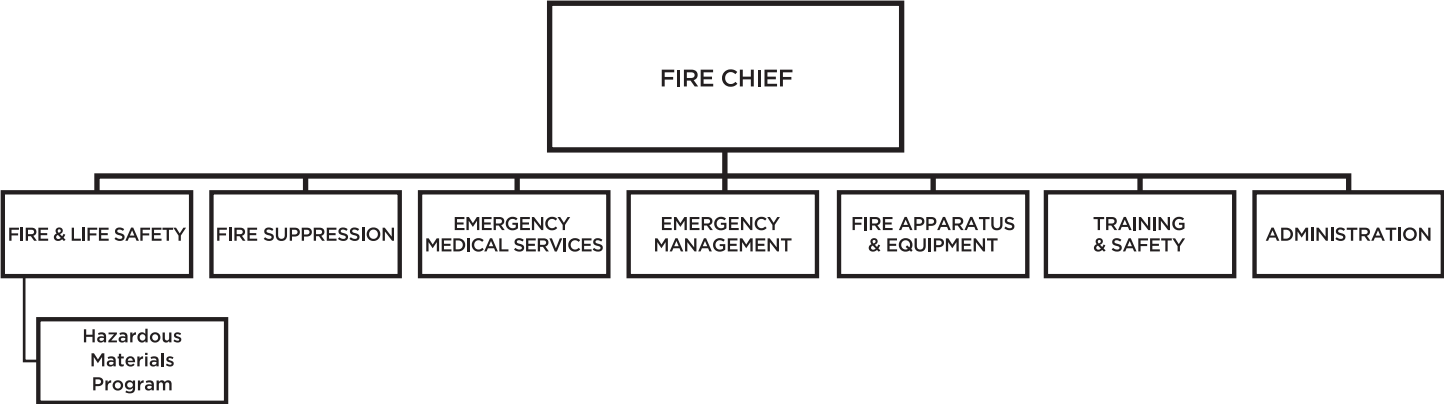 FIRE CHIEF
FIRE & LIFE SAFETY
FIRE SUPPRESSION
EMERGENCY
MEDICAL SERVICES
EMERGENCY
MANAGEMENT
FIRE APPARATUS
& EQUIPMENT
TRAINING
& SAFETY
ADMINISTRATION
Hazardous
Materials
Program